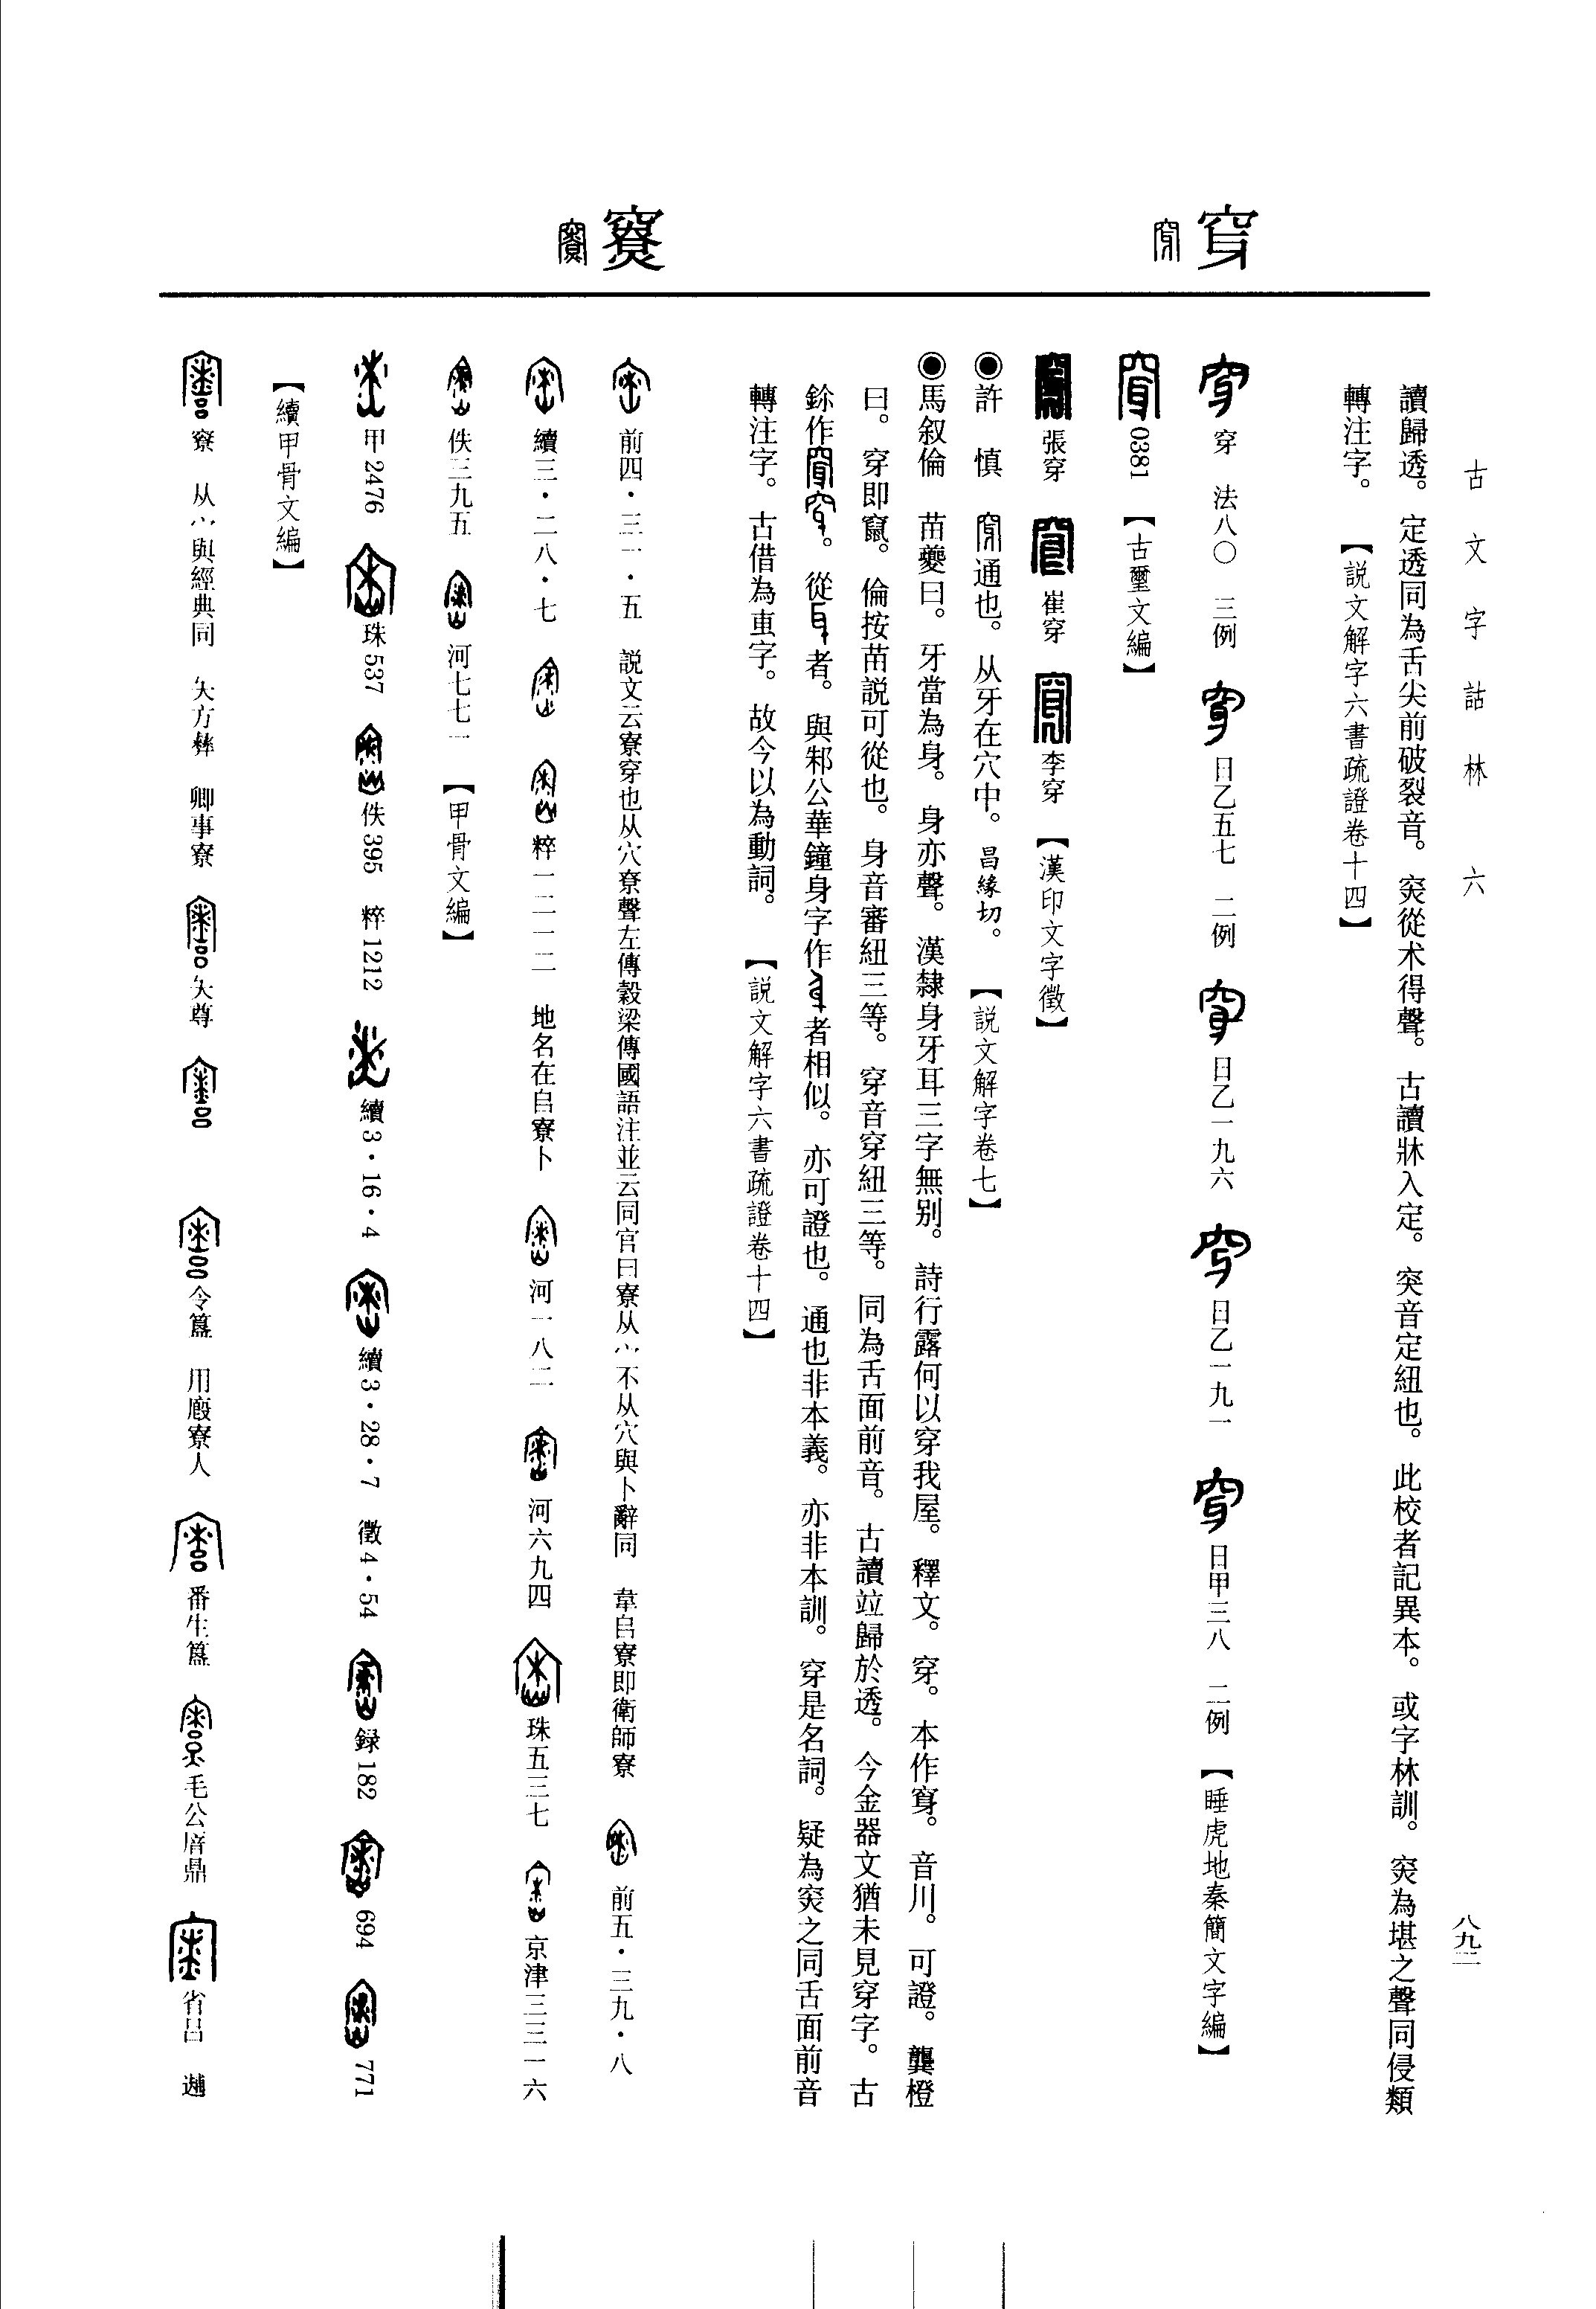 古文字詁林 六
八九二
穿
竂
讀歸透。定透同為舌尖前破裂音。突從术得聲。古讀牀入定。突音定紐也。此校者記異本。或字林訓。突為堪之聲同侵類
轉注字。【説文解字六書疏證卷十四】
穿 法八〇 三例 日乙五七 二例 日乙一九六 日乙一九一 日甲三八 二例 【睡虎地秦簡文字編】
0381 【古璽文編】
張穿 崔穿 李穿 【漢印文字徵】
◉許 慎 通也。从牙在穴中。昌緣切。 【説文解字卷七】
◉馬叙倫 苗夔曰。牙當為身。身亦聲。漢隸身牙耳三字無别。詩行露何以穿我屋。釋文。穿。本作穿。音川。可證。龔橙
曰。穿即竄。倫按苗説可從也。身音審紐三等。穿音穿紐三等。同為舌面前音。古讀竝歸於透。今金器文猶未見穿字。古
鉨作。從者。與邾公華鐘身字作者相似。亦可證也。通也非本義。亦非本訓。穿是名詞。疑為突之同舌面前音
轉注字。古借為𤰔字。故今以為動詞。 【説文解字六書疏證卷十四】
前四・三一・五 説文云寮穿也从穴尞聲左傳穀梁傳國語注並云同官曰寮从宀不从穴與卜辭同 韋𠂤寮即衛師寮 前五・三九・八
續三・二八・七 粹一二一二 地名在𠂤寮卜 河一八二 河六九四 珠五三七 京津三三一六
佚三九五 河七七一 【甲骨文編】
甲2476 珠537 佚395 粹1212 續3・16・4 續3・28・7 徵4・54 録182 694 771
【續甲骨文編】
寮 从宀與經典同 夨方彝 卿事寮 夨尊 令簋 用廄寮人 番生簋 毛公𢉩鼎 省吕 趞